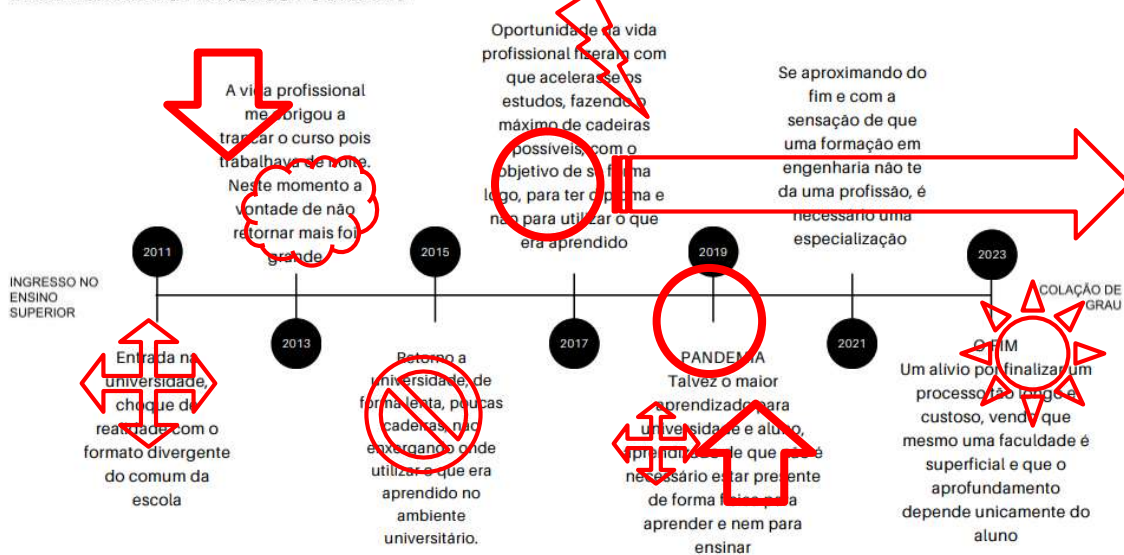 INGRESSO NO
ENSINO
SUPERIOR
2011
Entrada na
universidade,
choque de
realidade com o
formato divergente
do comum da
escola
A vida profissional
me obrigou a
trancar o curso pois
trabalhava de noite.
Neste momento a
vontade de não
retornar mais foi
grande
2013
2015
Retorno a
universidade, de
forma lenta, poucas
cadeiras, não
enxergando onde
utilizar o que era
aprendido no
ambiente
universitário.
Oportunidade na vida
profissional fizeram com
que acelerasse os
estudos, fazendo o
máximo de cadeiras
possíveis, com o
objetivo de se forma
logo, para ter diploma e
não para utilizar o que
era aprendido
2017
2019
PANDEMIA
Talvez o maior
aprendizado para
universidade e aluno,
aprendizado de que não é
necessário estar presente
de forma física para
aprender e nem para
ensinar
Se aproximando do
fim e com a
sensação de que
uma formação em
engenharia não te
da uma profissão, é
necessário uma
especialização
2021
2023
COLAÇÃO DE
GRAU
O FIM
Um alívio por finalizar um
processo tão longo e
custoso, vendo que
mesmo uma faculdade é
superficial e que o
aprofundamento
depende unicamente do
aluno